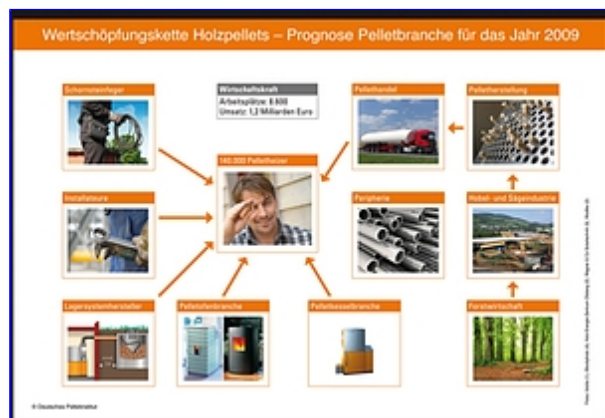 Wertschöpfungskette Holzpellets – Prognose Pelletbranche für das Jahr 2009
Schornsteinfeger
Wirtschaftskraft
Arbeitsplätze: 8 600
Umsatz: 1,2 Milliarden Euro
Pellethandel
Pelletherstellung
140.000 Pelletheizer
Installateure
Peripherie
Hobel- und Sägeindustrie
Lagersystemhersteller
Pelletofenbranche
Pelletkesselbranche
Forstwirtschaft
© Deutsches Pelletinstitut